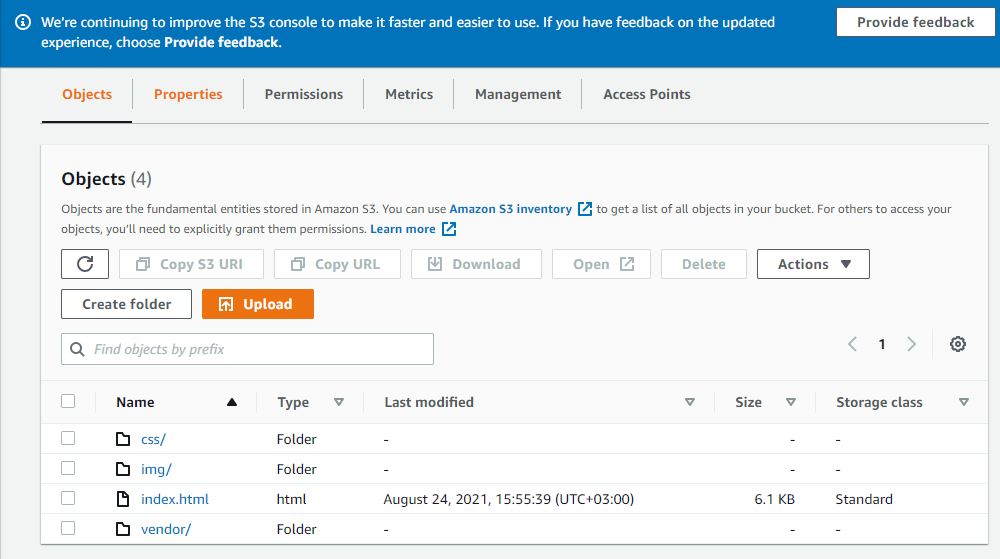 We're continuing to improve the S3 console to make it faster and easier to use. If you have feedback on the updated
experience, choose Provide feedback.
Provide feedback
Objects Properties Permissions Metrics Management Access Points
Objects (4)
Objects are the fundamental entities stored in Amazon S3. You can use Amazon S3 inventory to get a list of all objects in your bucket. For others to access your
objects, you'll need to explicitly grant them permissions. Learn more
Copy S3 URI Copy URL Download Open Delete Actions
Create folder Upload
Find objects by prefix 1
Name Type Last modified Size Storage class
css/ Folder - - -
img/ Folder - - -
index.html html August 24, 2021, 15:55:39 (UTC+03:00) 6.1 KB Standard
vendor/ Folder - - -